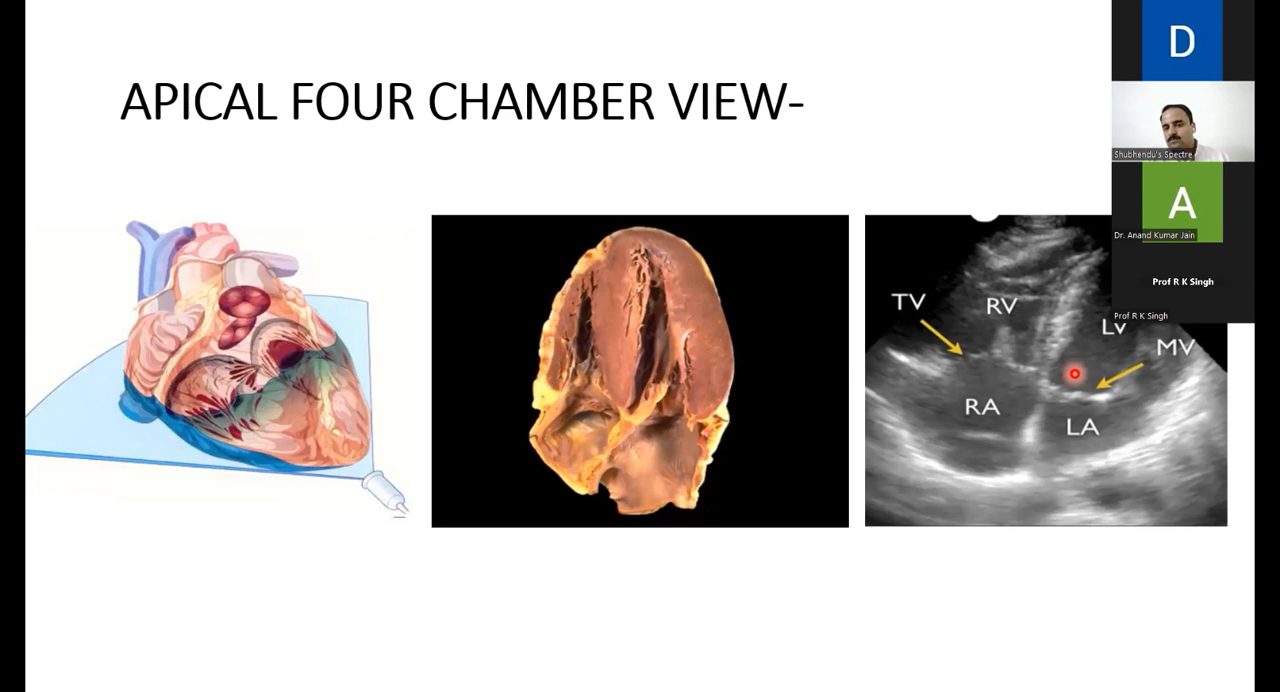 APICAL FOUR CHAMBER VIEW-
D
Shubhendu's Spectre
A
Dr. Anand Kumar Jain
Prof R K Singh
Prof R K Singh
TV
RV
LV
MV
RA
LA